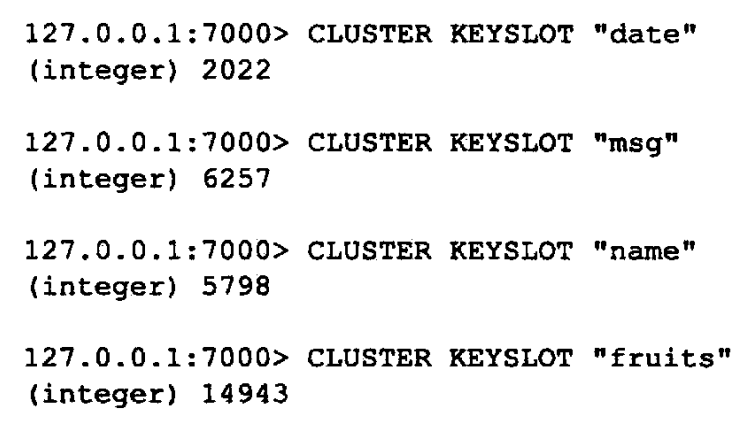 127.0.0.1:7000> CLUSTER KEYSLOT "date"
(integer) 2022
127.0.0.1:7000> CLUSTER KEYSLOT "msg"
(integer) 6257
127.0.0.1:7000> CLUSTER KEYSLOT "name"
(integer) 5798
127.0.0.1:7000> CLUSTER KEYSLOT "fruits"
(integer) 14943